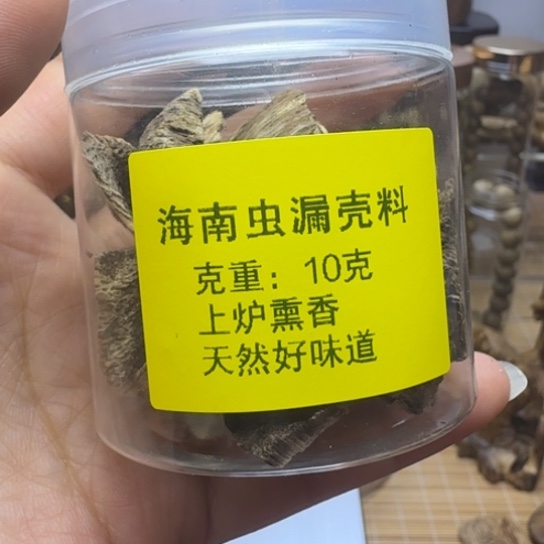 海南虫漏壳料
克重：10克
上炉熏香
天然好味道